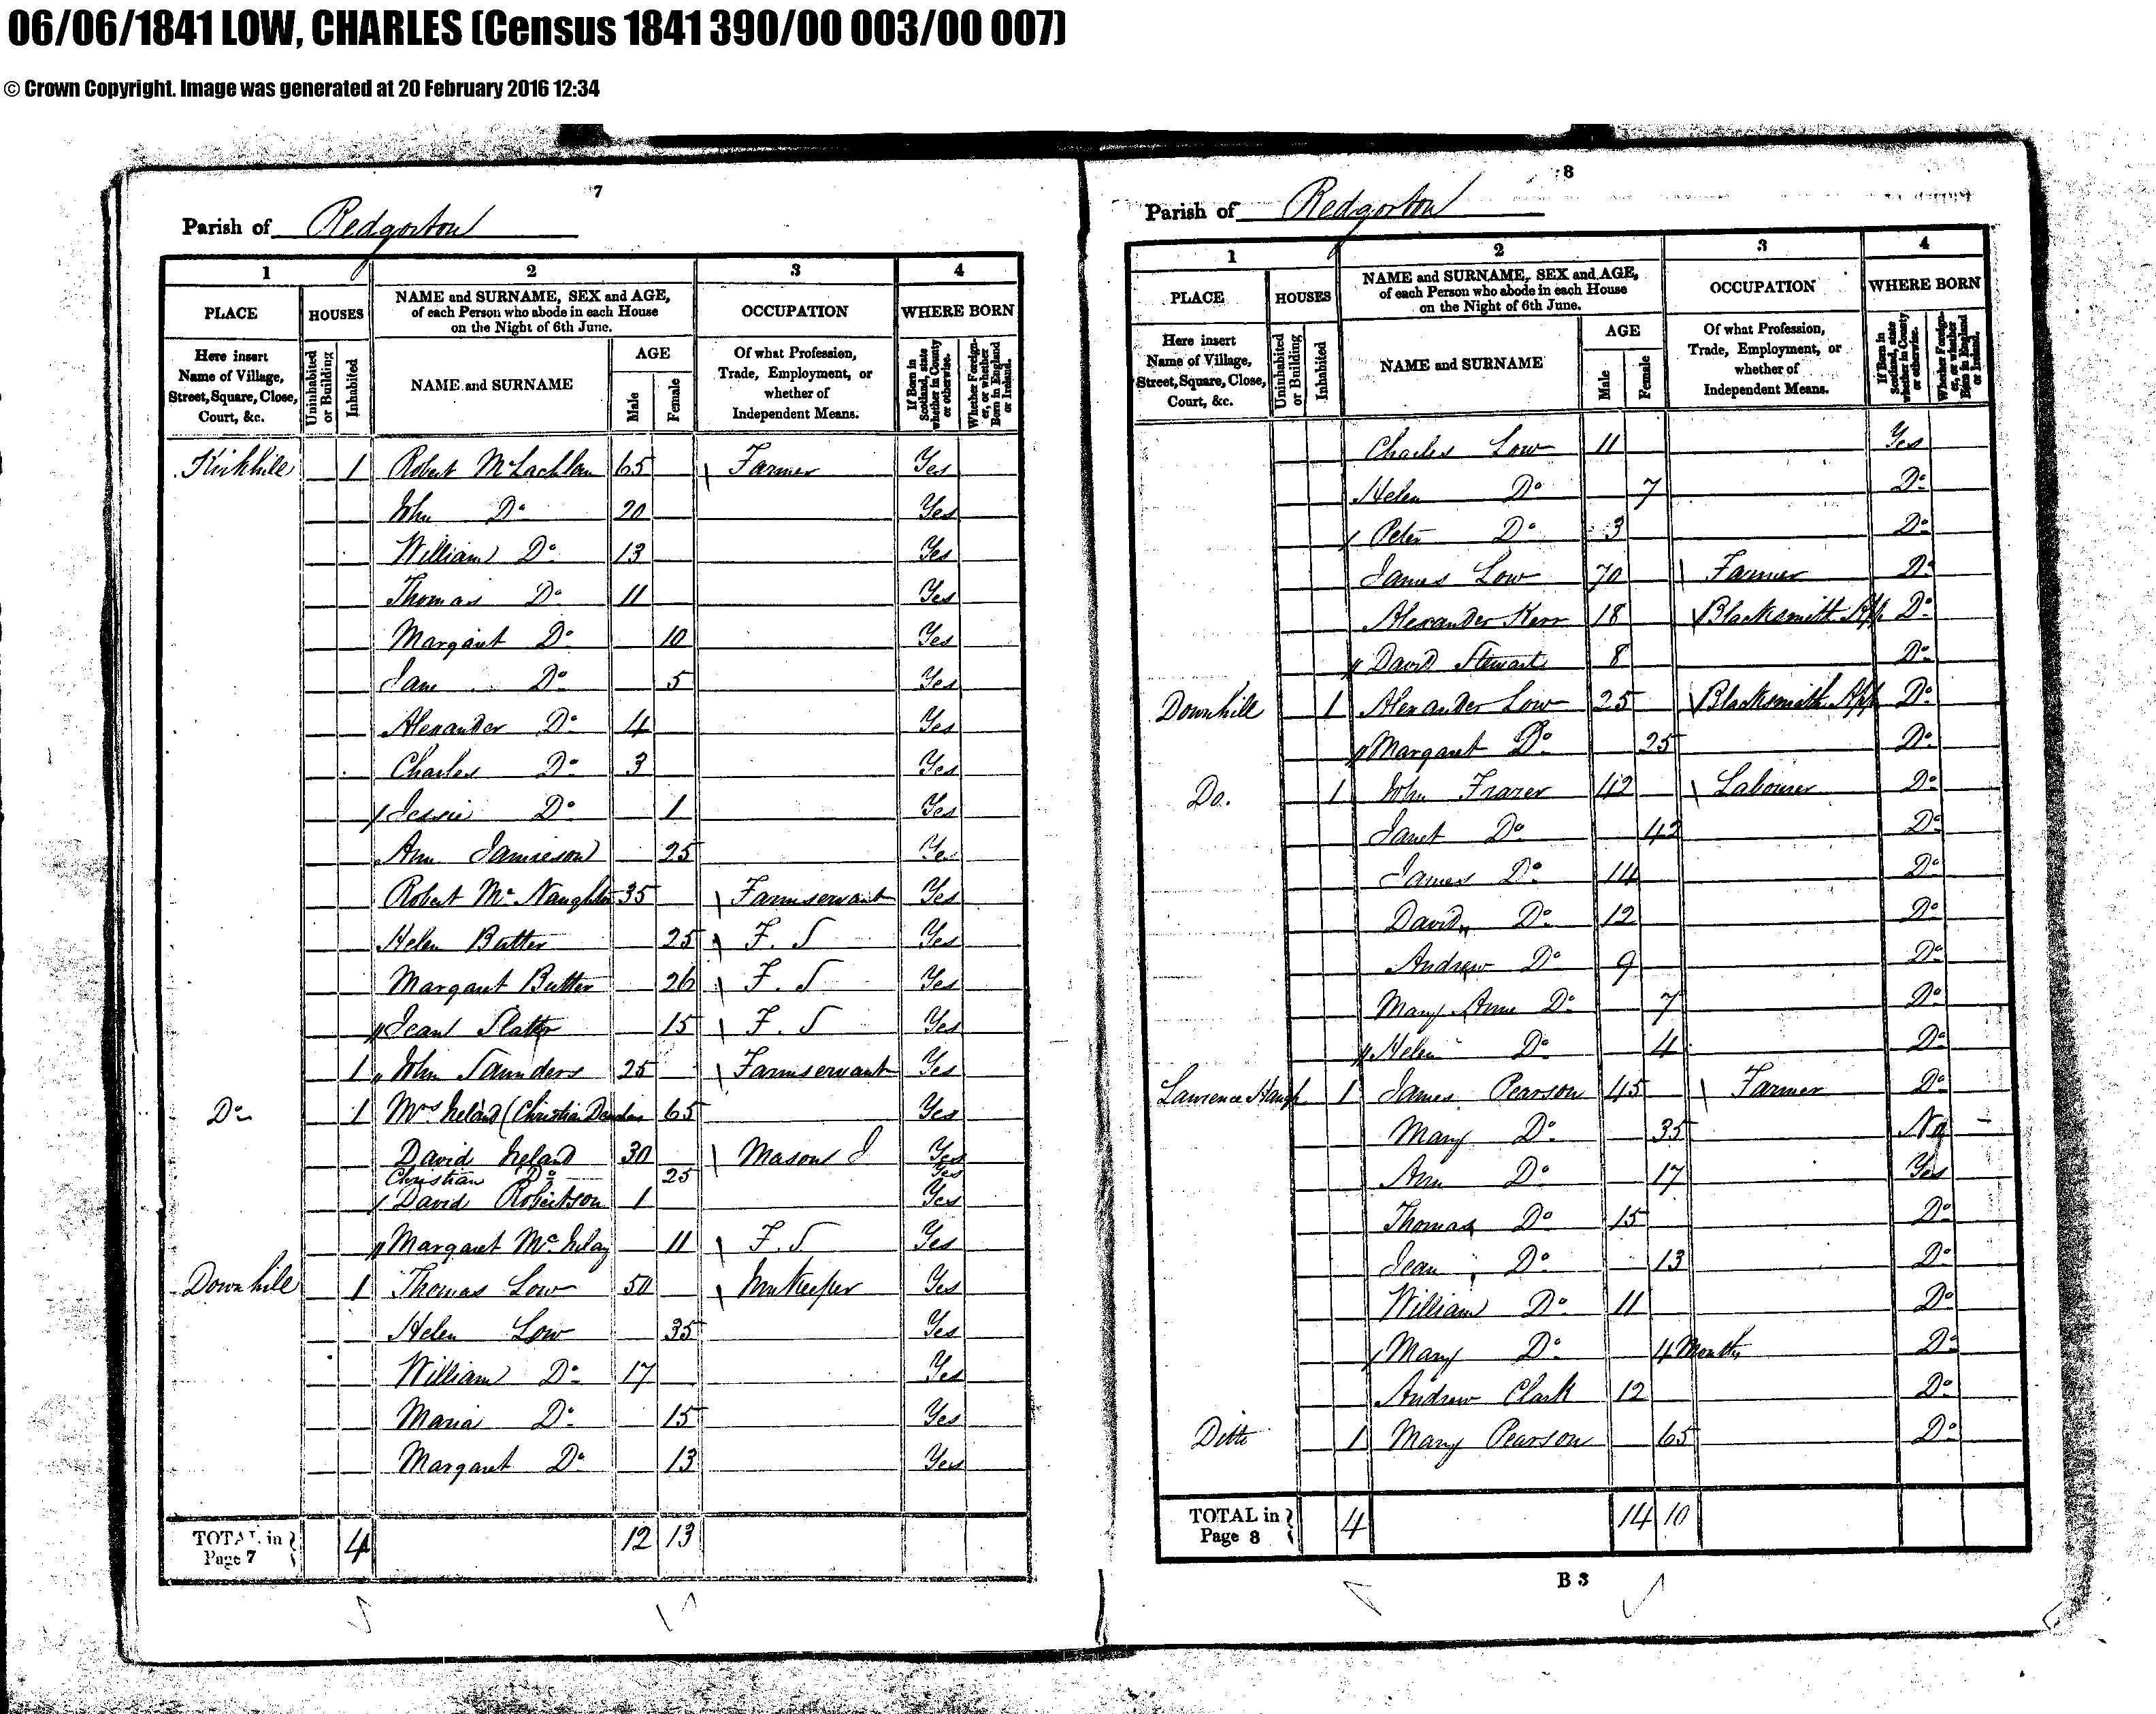 06/06/1841 LOW, CHARLES (Census 1841 390/00 003/00 007)
© Crown Copyright. Image was generated at 20 February 2016 12:34
7
Parish of Redgorton
1 2 3 4
PLACE HOUSES NAME and SURNAME, SEX and AGE, of each Person who abode in each House on the Night of 6th June. OCCUPATION WHERE BORN
Here insert Name of Village, Street, Square, Close, Court, &c. Uninhabited or Building Inhabited NAME and SURNAME AGE Male Female Of what Profession, Trade, Employment, or whether of Independent Means. If Born in Scotland, state whether in County or otherwise. Whether Foreigner, or whether Born in England or Ireland.
Kirkhill 1 Robert McLachlan 65 Farmer Yes
John Do 20 Yes
William Do 13 Yes
Thomas Do 11 Yes
Margaret Do 10 Yes
Jane Do 5 Yes
Alexander Do 4 Yes
Charles Do 3 Yes
Jessie Do 1 Yes
Ann Jamieson 25 Yes
Robert McNaughton 35 Farmservant Yes
Helen Butter 25 F. S Yes
Margaret Butter 26 F. S Yes
Jean 15 F. S Yes
1 John Saunders 25 Farmservant Yes
Do 1 Mrs Ireland (Christian 65 Yes
David Ireland 30 Mason J Yes
Christian Do 25 Yes
David Robertson 1 Yes
Margaret 11 F. S Yes
Downhill 1 Thomas Low 50 Innkeeper Yes
Helen Low 35 Yes
William Do 17 Yes
Maria Do 15 Yes
Margaret Do 13 Yes
TOTAL in Page 7 4 12 13
8
Parish of Redgorton
1 2 3 4
PLACE HOUSES NAME and SURNAME, SEX and AGE, of each Person who abode in each House on the Night of 6th June. OCCUPATION WHERE BORN
Here insert Name of Village, Street, Square, Close, Court, &c. Uninhabited or Building Inhabited NAME and SURNAME AGE Male Female Of what Profession, Trade, Employment, or whether of Independent Means. If Born in Scotland, state whether in County or otherwise. Whether Foreigner, or whether Born in England or Ireland.
Charles Low 11 Yes
Helen Do 7 Do
Peter Do 3 Do
James Low 70 Farmer Do
Alexander Kerr 18 Blacksmith App Do
David Stewart 8 Do
Downhill 1 Alexander Low 25 Blacksmith App Do
Margaret Do 25 Do
Do. 1 John Frazer 42 Labourer Do
Janet Do 42 Do
James Do 14 Do
David Do 12 Do
Andrew Do 9 Do
Mary Anne Do 7 Do
Helen Do 4 Do
Lawrence Haugh 1 James Pearson 45 Farmer Do
Mary Do 35 No
Ann Do 17 Yes
Thomas Do 15 Do
Jean Do 13 Do
William Do 11 Do
Mary Do 4 Months Do
Andrew Clark 12 Do
Ditto 1 Mary Pearson 65 Do
TOTAL in Page 8 4 14 10
B 3